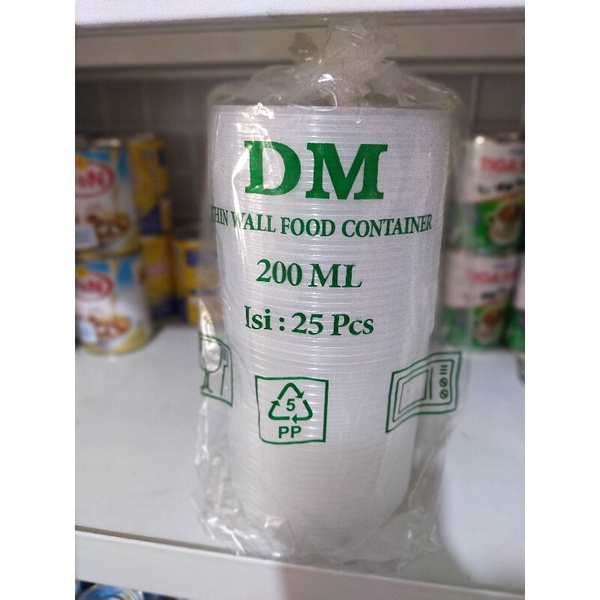 DM
THIN WALL FOOD CONTAINER
200 ML
Isi : 25 Pcs
5
PP